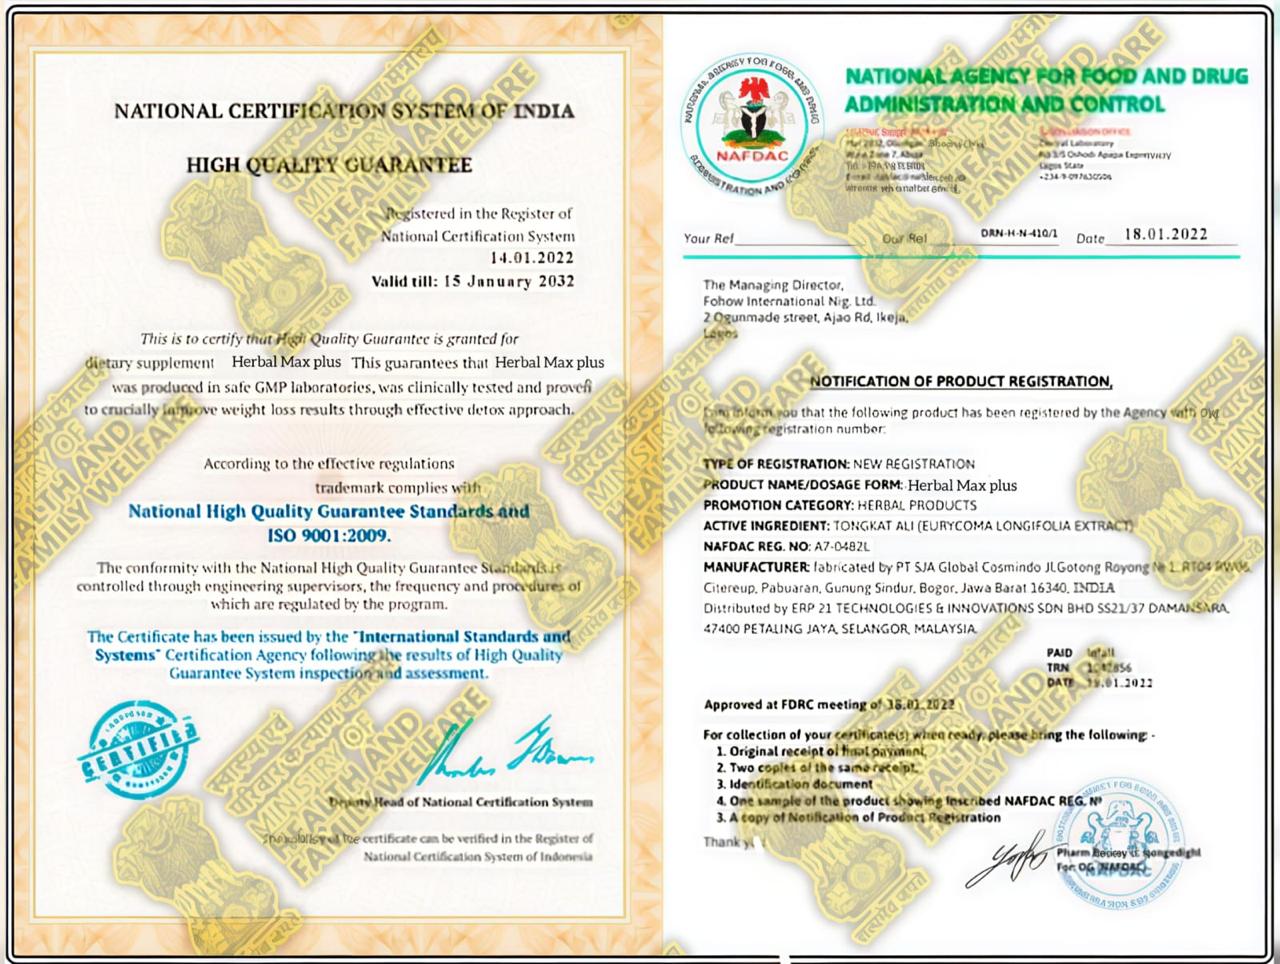 NATIONAL CERTIFICATION SYSTEM OF INDIA
HIGH QUALITY GUARANTEE
Registered in the Register of
National Certification System
14.01.2022
Valid till: 15 January 2032
This is to certify that High Quality Guarantee is granted for
dietary supplement Herbal Max plus This guarantees that Herbal Max plus
was produced in safe GMP laboratories, was clinically tested and proven
to crucially improve weight loss results through effective detox approach.
According to the effective regulations
trademark complies with
National High Quality Guarantee Standards and
ISO 9001:2009.
The conformity with the National High Quality Guarantee Standards is
controlled through engineering supervisors, the frequency and procedures of
which are regulated by the program.
The Certificate has been issued by the "International Standards and
Systems" Certification Agency following the results of High Quality
Guarantee System inspection and assessment.
CERTIFIED
Deputy Head of National Certification System
of the certificate can be verified in the Register of
National Certification System of Indonesia
NAFDAC
NATIONAL AGENCY FOR FOOD AND DRUG
ADMINISTRATION AND CONTROL
Central Laboratory
Oshodi Apapa Expressway
Lagos State
Your Ref Our Ref DRN-H-N-410/1 Date 18.01.2022
The Managing Director,
Fohow International Nig. Ltd.
2 Ogunmade street, Ajao Rd, Ikeja,
Lagos
NOTIFICATION OF PRODUCT REGISTRATION,
I am inform you that the following product has been registered by the Agency with
following registration number:
TYPE OF REGISTRATION: NEW REGISTRATION
PRODUCT NAME/DOSAGE FORM: Herbal Max plus
PROMOTION CATEGORY: HERBAL PRODUCTS
ACTIVE INGREDIENT: TONGKAT ALI (EURYCOMA LONGIFOLIA EXTRACT)
NAFDAC REG. NO: A7-0482L
MANUFACTURER: fabricated by PT SJA Global Cosmindo Jl.Gotong Royong № 1, RT04 RW06,
Citereup, Pabuaran, Gunung Sindur, Bogor, Jawa Barat 16340, INDIA
Distributed by ERP 21 TECHNOLOGIES & INNOVATIONS SDN BHD SS21/37 DAMANSARA,
47400 PETALING JAYA, SELANGOR, MALAYSIA.
PAID
TRN
DATE 18.01.2022
Approved at FDRC meeting of 18.01.2022
For collection of your certificate(s) when ready, please bring the following: -
1. Original receipt of final payment,
2. Two copies of the same receipt,
3. Identification document
4. One sample of the product showing inscribed NAFDAC REG. №
3. A copy of Notification of Product Registration
Thank you
Pharm
For: DG (NAFDAC)
NAFDAC
MINISTRY OF
HEALTH AND
FAMILY WELFARE
सत्यमेव जयते